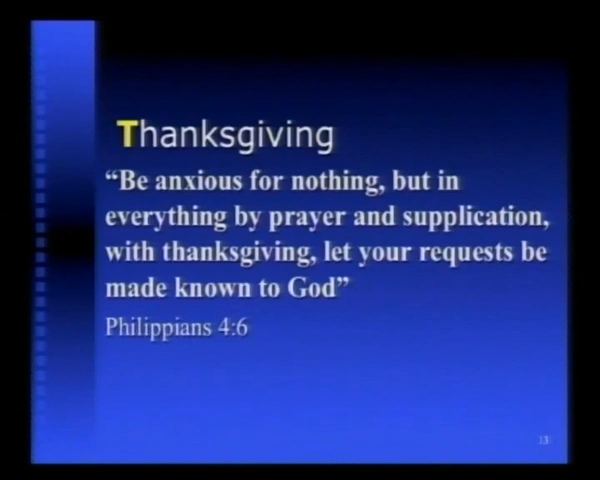 Thanksgiving
“Be anxious for nothing, but in
everything by prayer and supplication,
with thanksgiving, let your requests be
made known to God”
Philippians 4:6
13